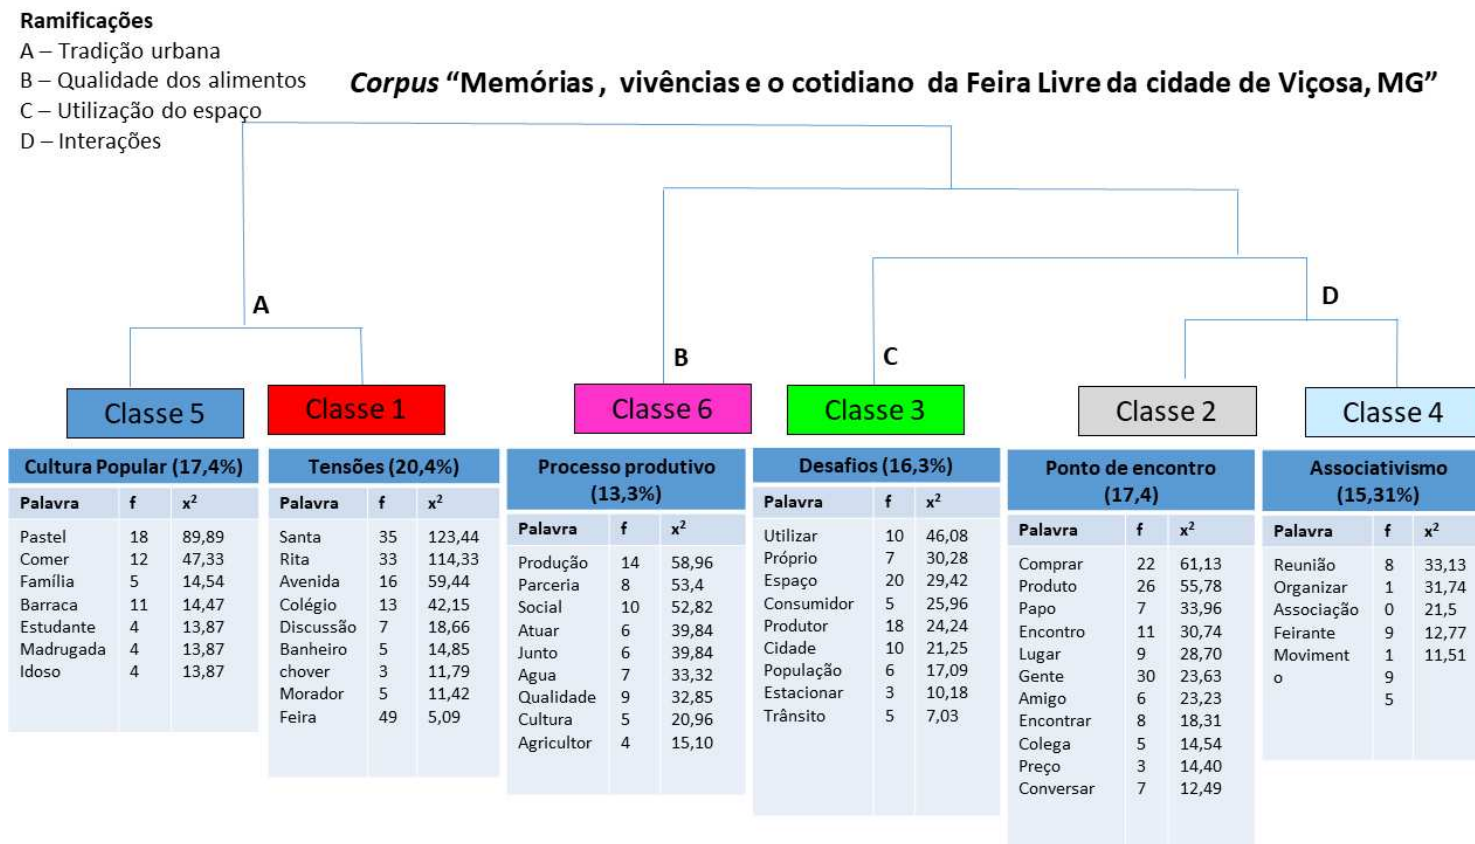 Ramificações
A – Tradição urbana
B – Qualidade dos alimentos
C – Utilização do espaço
D – Interações
Corpus “Memórias, vivências e o cotidiano da Feira Livre da cidade de Viçosa, MG”
A
B
C
D
Classe 5
Classe 1
Classe 6
Classe 3
Classe 2
Classe 4
Cultura Popular (17,4%)
Palavra f x²
Pastel 18 89,89
Comer 12 47,33
Família 5 14,54
Barraca 11 14,47
Estudante 4 13,87
Madrugada 4 13,87
Idoso 4 13,87
Tensões (20,4%)
Palavra f x²
Santa 35 123,44
Rita 33 114,33
Avenida 16 59,44
Colégio 13 42,15
Discussão 7 18,66
Banheiro 5 14,85
chover 3 11,79
Morador 5 11,42
Feira 49 5,09
Processo produtivo
(13,3%)
Palavra f x²
Produção 14 58,96
Parceria 8 53,4
Social 10 52,82
Atuar 6 39,84
Junto 6 39,84
Agua 7 33,32
Qualidade 9 32,85
Cultura 5 20,96
Agricultor 4 15,10
Desafios (16,3%)
Palavra f x²
Utilizar 10 46,08
Próprio 7 30,28
Espaço 20 29,42
Consumidor 5 25,96
Produtor 18 24,24
Cidade 10 21,25
População 6 17,09
Estacionar 3 10,18
Trânsito 5 7,03
Ponto de encontro
(17,4)
Palavra f x²
Comprar 22 61,13
Produto 26 55,78
Papo 7 33,96
Encontro 11 30,74
Lugar 9 28,70
Gente 30 23,63
Amigo 6 23,23
Encontrar 8 18,31
Colega 5 14,54
Preço 3 14,40
Conversar 7 12,49
Associativismo
(15,31%)
Palavra f x²
Reunião 8 33,13
Organizar 1 31,74
Associação 0 21,5
Feirante 9 12,77
Moviment 1 11,51
o 9
5